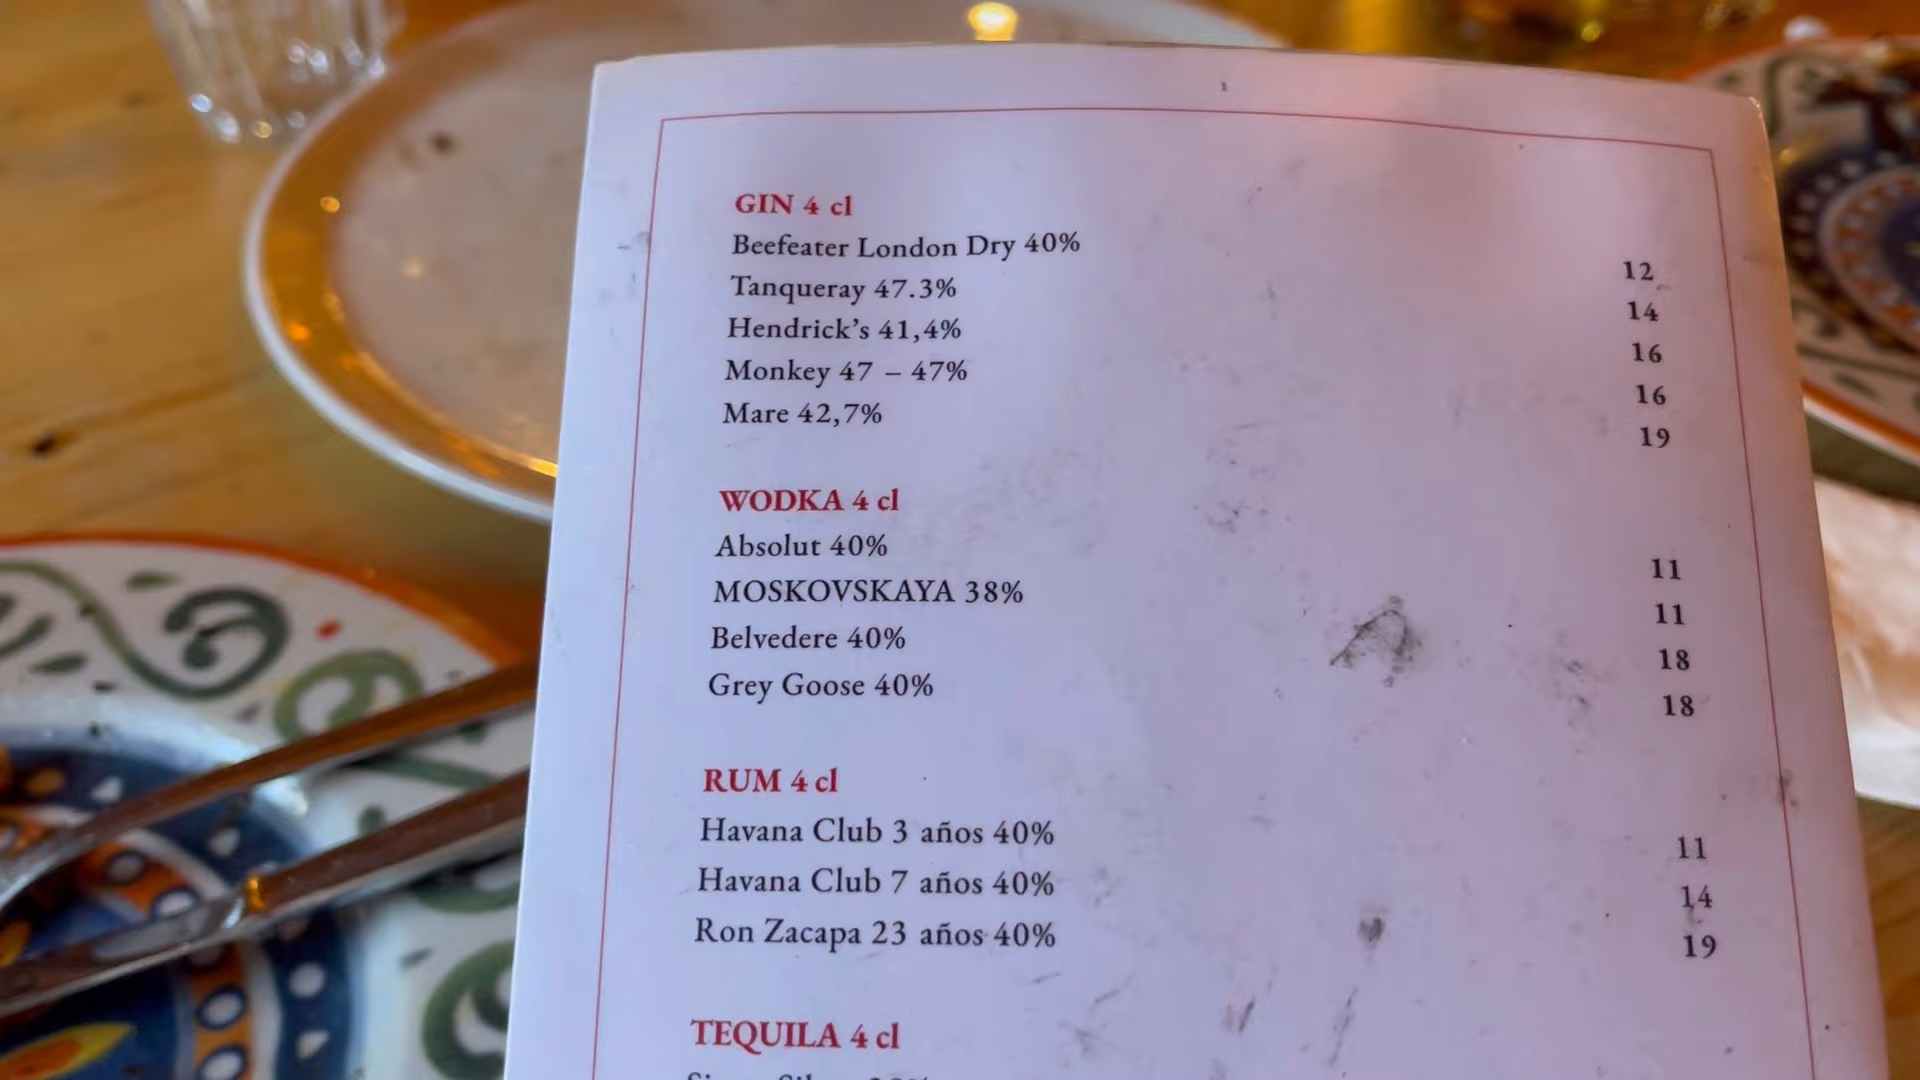 1
GIN 4 cl
Beefeater London Dry 40% 12
Tanqueray 47.3% 14
Hendrick’s 41,4% 16
Monkey 47 – 47% 16
Mare 42,7% 19
WODKA 4 cl
Absolut 40% 11
MOSKOVSKAYA 38% 11
Belvedere 40% 18
Grey Goose 40% 18
RUM 4 cl
Havana Club 3 años 40% 11
Havana Club 7 años 40% 14
Ron Zacapa 23 años 40% 19
TEQUILA 4 cl